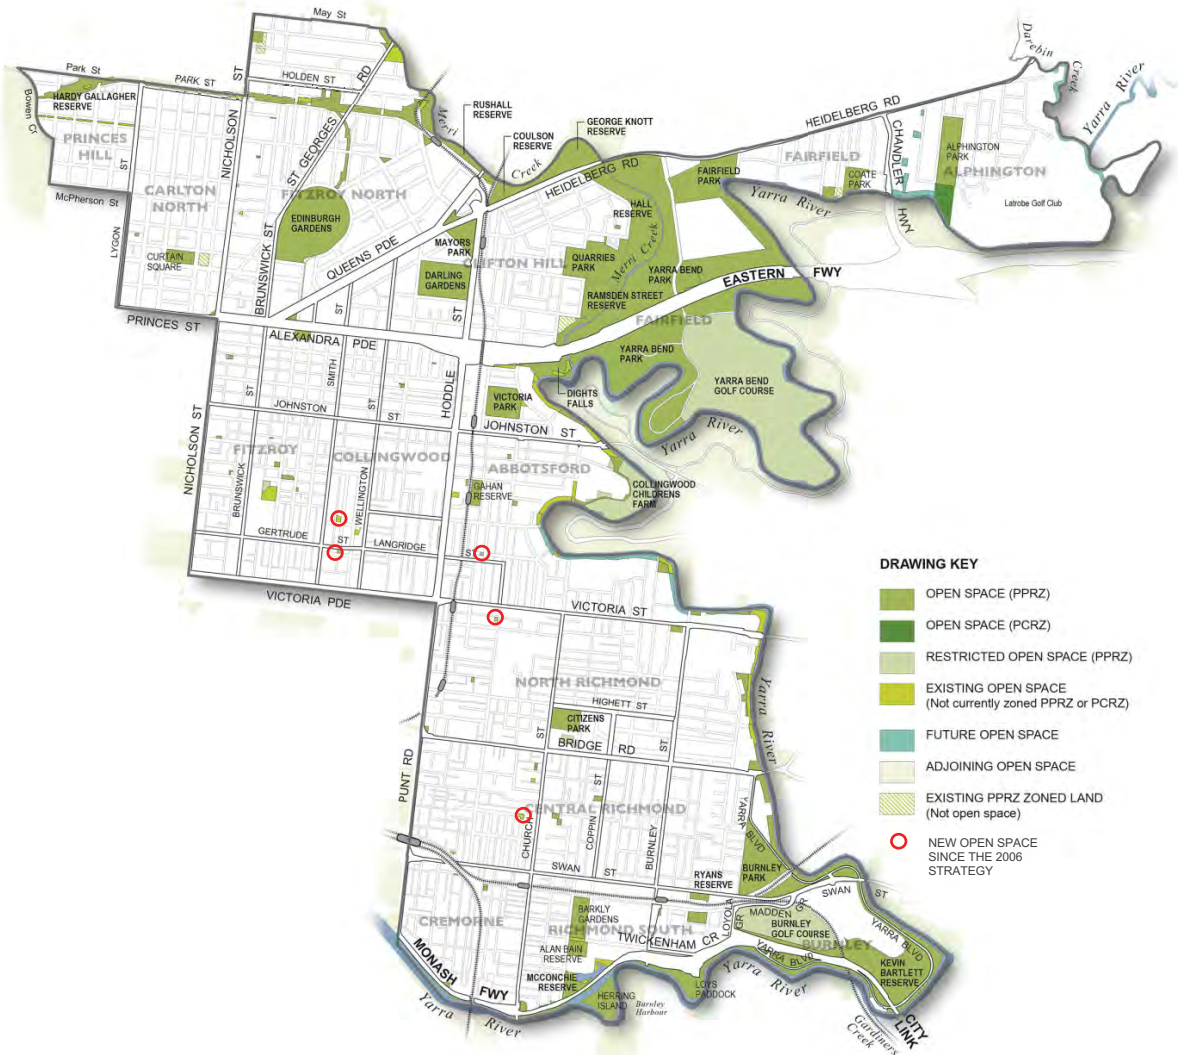 May St
Park St
PARK ST
HOLDEN ST
ST
RD
HARDY GALLAGHER
RESERVE
Bowen Cr
PRINCES
HILL
ST
NICHOLSON
ST GEORGES
Merri
Creek
RUSHALL
RESERVE
COULSON
RESERVE
GEORGE KNOTT
RESERVE
HEIDELBERG RD
HEIDELBERG RD
Darebin
Creek
Yarra River
CHANDLER
HWY
FAIRFIELD
ALPHINGTON
PARK
ALPHINGTON
COATE
PARK
Latrobe Golf Club
FAIRFIELD
PARK
Yarra River
McPherson St
CARLTON
NORTH
FITZROY NORTH
EDINBURGH
GARDENS
HALL
RESERVE
LYGON
CURTAIN
SQUARE
BRUNSWICK ST
QUEENS PDE
MAYORS
PARK
CLIFTON HILL
DARLING
GARDENS
QUARRIES
PARK
Merri Creek
YARRA BEND
PARK
EASTERN
FWY
RAMSDEN STREET
RESERVE
FAIRFIELD
PRINCES ST
ALEXANDRA PDE
ST
ST
YARRA BEND
PARK
YARRA BEND
GOLF COURSE
SMITH
HODDLE
ST
ST
JOHNSTON
ST
VICTORIA
PARK
DIGHTS
FALLS
JOHNSTON ST
Yarra River
NICHOLSON ST
FITZROY
COLLINGWOOD
ABBOTSFORD
BRUNSWICK
WELLINGTON
GAHAN
RESERVE
COLLINGWOOD
CHILDRENS
FARM
GERTRUDE
ST
LANGRIDGE
ST
VICTORIA PDE
VICTORIA ST
NORTH RICHMOND
HIGHETT ST
Yarra River
CITIZENS
PARK
ST
BRIDGE RD
ST
PUNT RD
ST
CENTRAL RICHMOND
CHURCH
COPPIN
BURNLEY
YARRA BLVD
SWAN ST
RYANS
RESERVE
BURNLEY
PARK
SWAN ST
CREMORNE
BARKLY
GARDENS
RICHMOND SOUTH
LOYOLA
GR
MADDEN
GR
BURNLEY
GOLF COURSE
BURNLEY
YARRA BLVD
ALAN BAIN
RESERVE
TWICKENHAM CR
YARRA BLVD
MONASH
FWY
MCCONCHIE
RESERVE
Yarra River
KEVIN
BARTLETT
RESERVE
LOYS
PADDOCK
HERRING
ISLAND
Burnley
Harbour
Yarra River
CITY
LINK
Gardiners
Creek
DRAWING KEY
OPEN SPACE (PPRZ)
OPEN SPACE (PCRZ)
RESTRICTED OPEN SPACE (PPRZ)
EXISTING OPEN SPACE
(Not currently zoned PPRZ or PCRZ)
FUTURE OPEN SPACE
ADJOINING OPEN SPACE
EXISTING PPRZ ZONED LAND
(Not open space)
NEW OPEN SPACE
SINCE THE 2006
STRATEGY